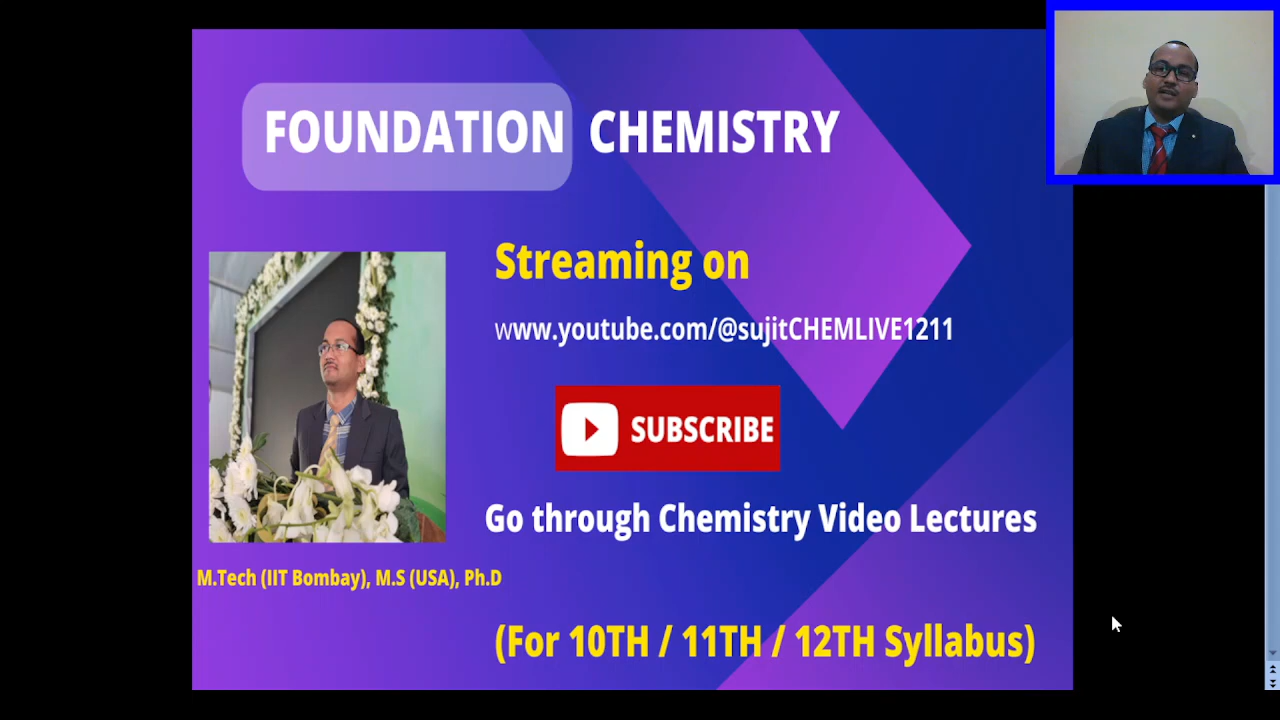 FOUNDATION CHEMISTRY
Streaming on
www.youtube.com/@sujitCHEMLIVE1211
SUBSCRIBE
Go through Chemistry Video Lectures
M.Tech (IIT Bombay), M.S (USA), Ph.D
(For 10TH / 11TH / 12TH Syllabus)